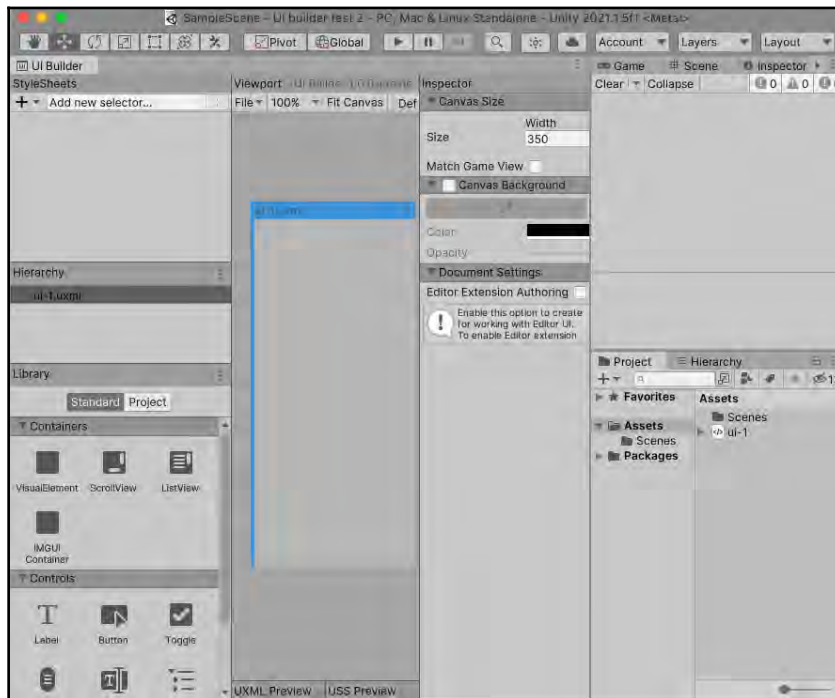 SampleScene - UI builder test 2 - PC, Mac & Linux Standalone - Unity 2021.1.5f1 <Metal>
Pivot Global Account Layers Layout
UI Builder
Game Scene Inspector
StyleSheets
Viewport
Inspector
Clear Collapse 0 0
Add new selector...
File 100% Fit Canvas Def
Canvas Size
Width
Size 350
Match Game View
Canvas Background
Color
Opacity
Hierarchy
Document Settings
ui-1.uxml
Editor Extension Authoring
Enable this option to create
for working with Editor UI.
To enable Editor extension
Project Hierarchy
Library
Standard Project
Favorites
Assets
Scenes
Packages
Assets
Scenes
ui-1
Containers
VisualElement ScrollView ListView
IMGUI
Container
Controls
Label Button Toggle
UXML Preview USS Preview